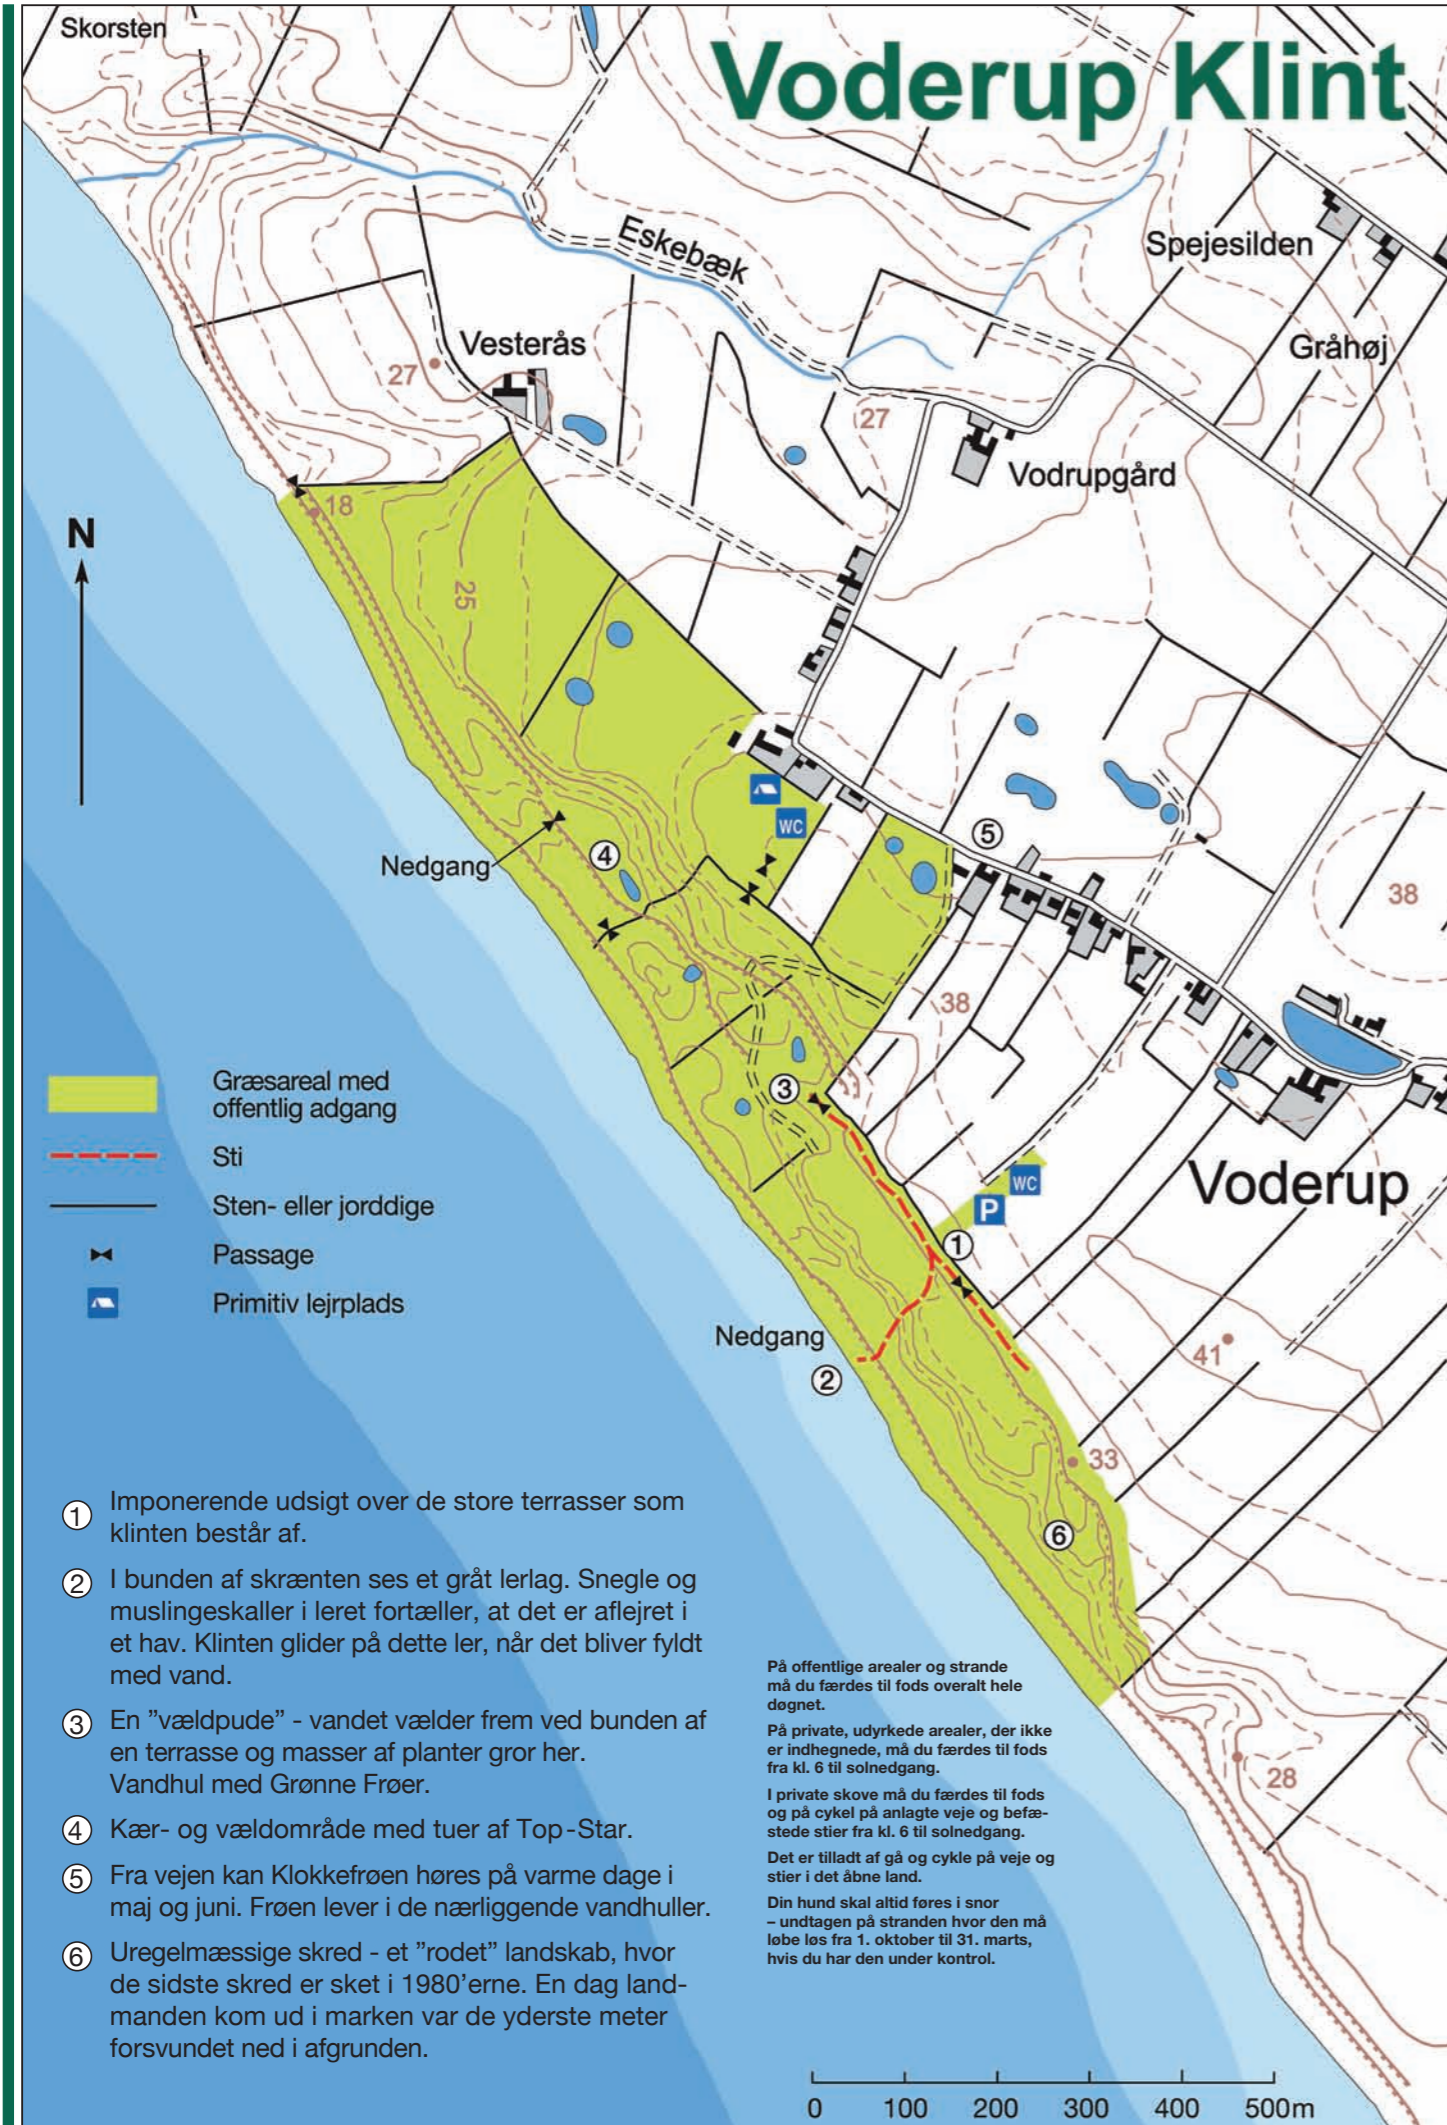 Skorsten
Voderup Klint
Eskebæk
Spejesilden
Gråhøj
Vesterås
27
27
Vodrupgård
18
N
25
WC
Nedgang
4
5
38
38
3
Græsareal med
offentlig adgang
Sti
Sten- eller jorddige
Passage
Primitiv lejrplads
WC
P
Voderup
1
Nedgang
2
41
33
6
28
1 Imponerende udsigt over de store terrasser som
klinten består af.
2 I bunden af skrænten ses et gråt lerlag. Snegle og
muslingeskaller i leret fortæller, at det er aflejret i
et hav. Klinten glider på dette ler, når det bliver fyldt
med vand.
3 En ”vældpude” - vandet vælder frem ved bunden af
en terrasse og masser af planter gror her.
Vandhul med Grønne Frøer.
4 Kær- og vældområde med tuer af Top-Star.
5 Fra vejen kan Klokkefrøen høres på varme dage i
maj og juni. Frøen lever i de nærliggende vandhuller.
6 Uregelmæssige skred - et ”rodet” landskab, hvor
de sidste skred er sket i 1980’erne. En dag land-
manden kom ud i marken var de yderste meter
forsvundet ned i afgrunden.
På offentlige arealer og strande
må du færdes til fods overalt hele
døgnet.
På private, udyrkede arealer, der ikke
er indhegnede, må du færdes til fods
fra kl. 6 til solnedgang.
I private skove må du færdes til fods
og på cykel på anlagte veje og befæ-
stede stier fra kl. 6 til solnedgang.
Det er tilladt af gå og cykle på veje og
stier i det åbne land.
Din hund skal altid føres i snor
– undtagen på stranden hvor den må
løbe løs fra 1. oktober til 31. marts,
hvis du har den under kontrol.
0 100 200 300 400 500m